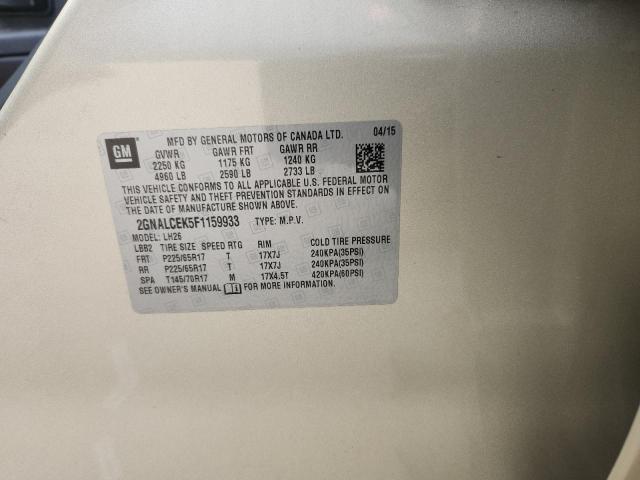 GM
MFD BY GENERAL MOTORS OF CANADA LTD. 04/15
GVWR GAWR FRT GAWR RR
2250 KG 1175 KG 1240 KG
4960 LB 2590 LB 2733 LB
THIS VEHICLE CONFORMS TO ALL APPLICABLE U.S. FEDERAL MOTOR
VEHICLE SAFETY AND THEFT PREVENTION STANDARDS IN EFFECT ON
THE DATE OF MANUFACTURE SHOWN ABOVE.
2GNALCEK5F1159933 TYPE: M.P.V.
MODEL: LH26
LBB2 TIRE SIZE SPEED RTG RIM COLD TIRE PRESSURE
FRT P225/65R17 T 17X7J 240KPA(35PSI)
RR P225/65R17 T 17X7J 240KPA(35PSI)
SPA T145/70R17 M 17X4.5T 420KPA(60PSI)
SEE OWNER'S MANUAL FOR MORE INFORMATION.